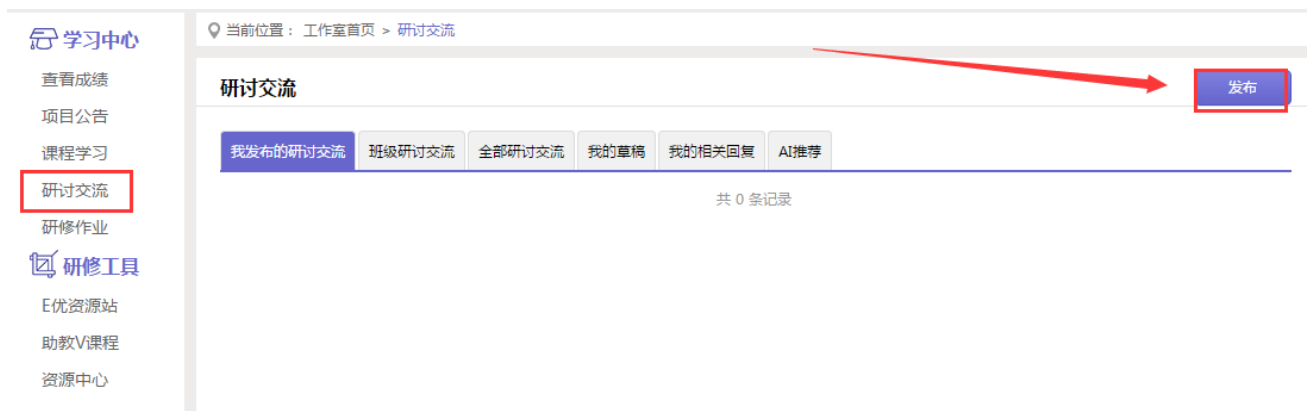 学习中心
查看成绩
项目公告
课程学习
研讨交流
研修作业
研修工具
E优资源站
助教V课程
资源中心
当前位置： 工作室首页 > 研讨交流
研讨交流
发布
我发布的研讨交流 班级研讨交流 全部研讨交流 我的草稿 我的相关回复 AI推荐
共 0 条记录